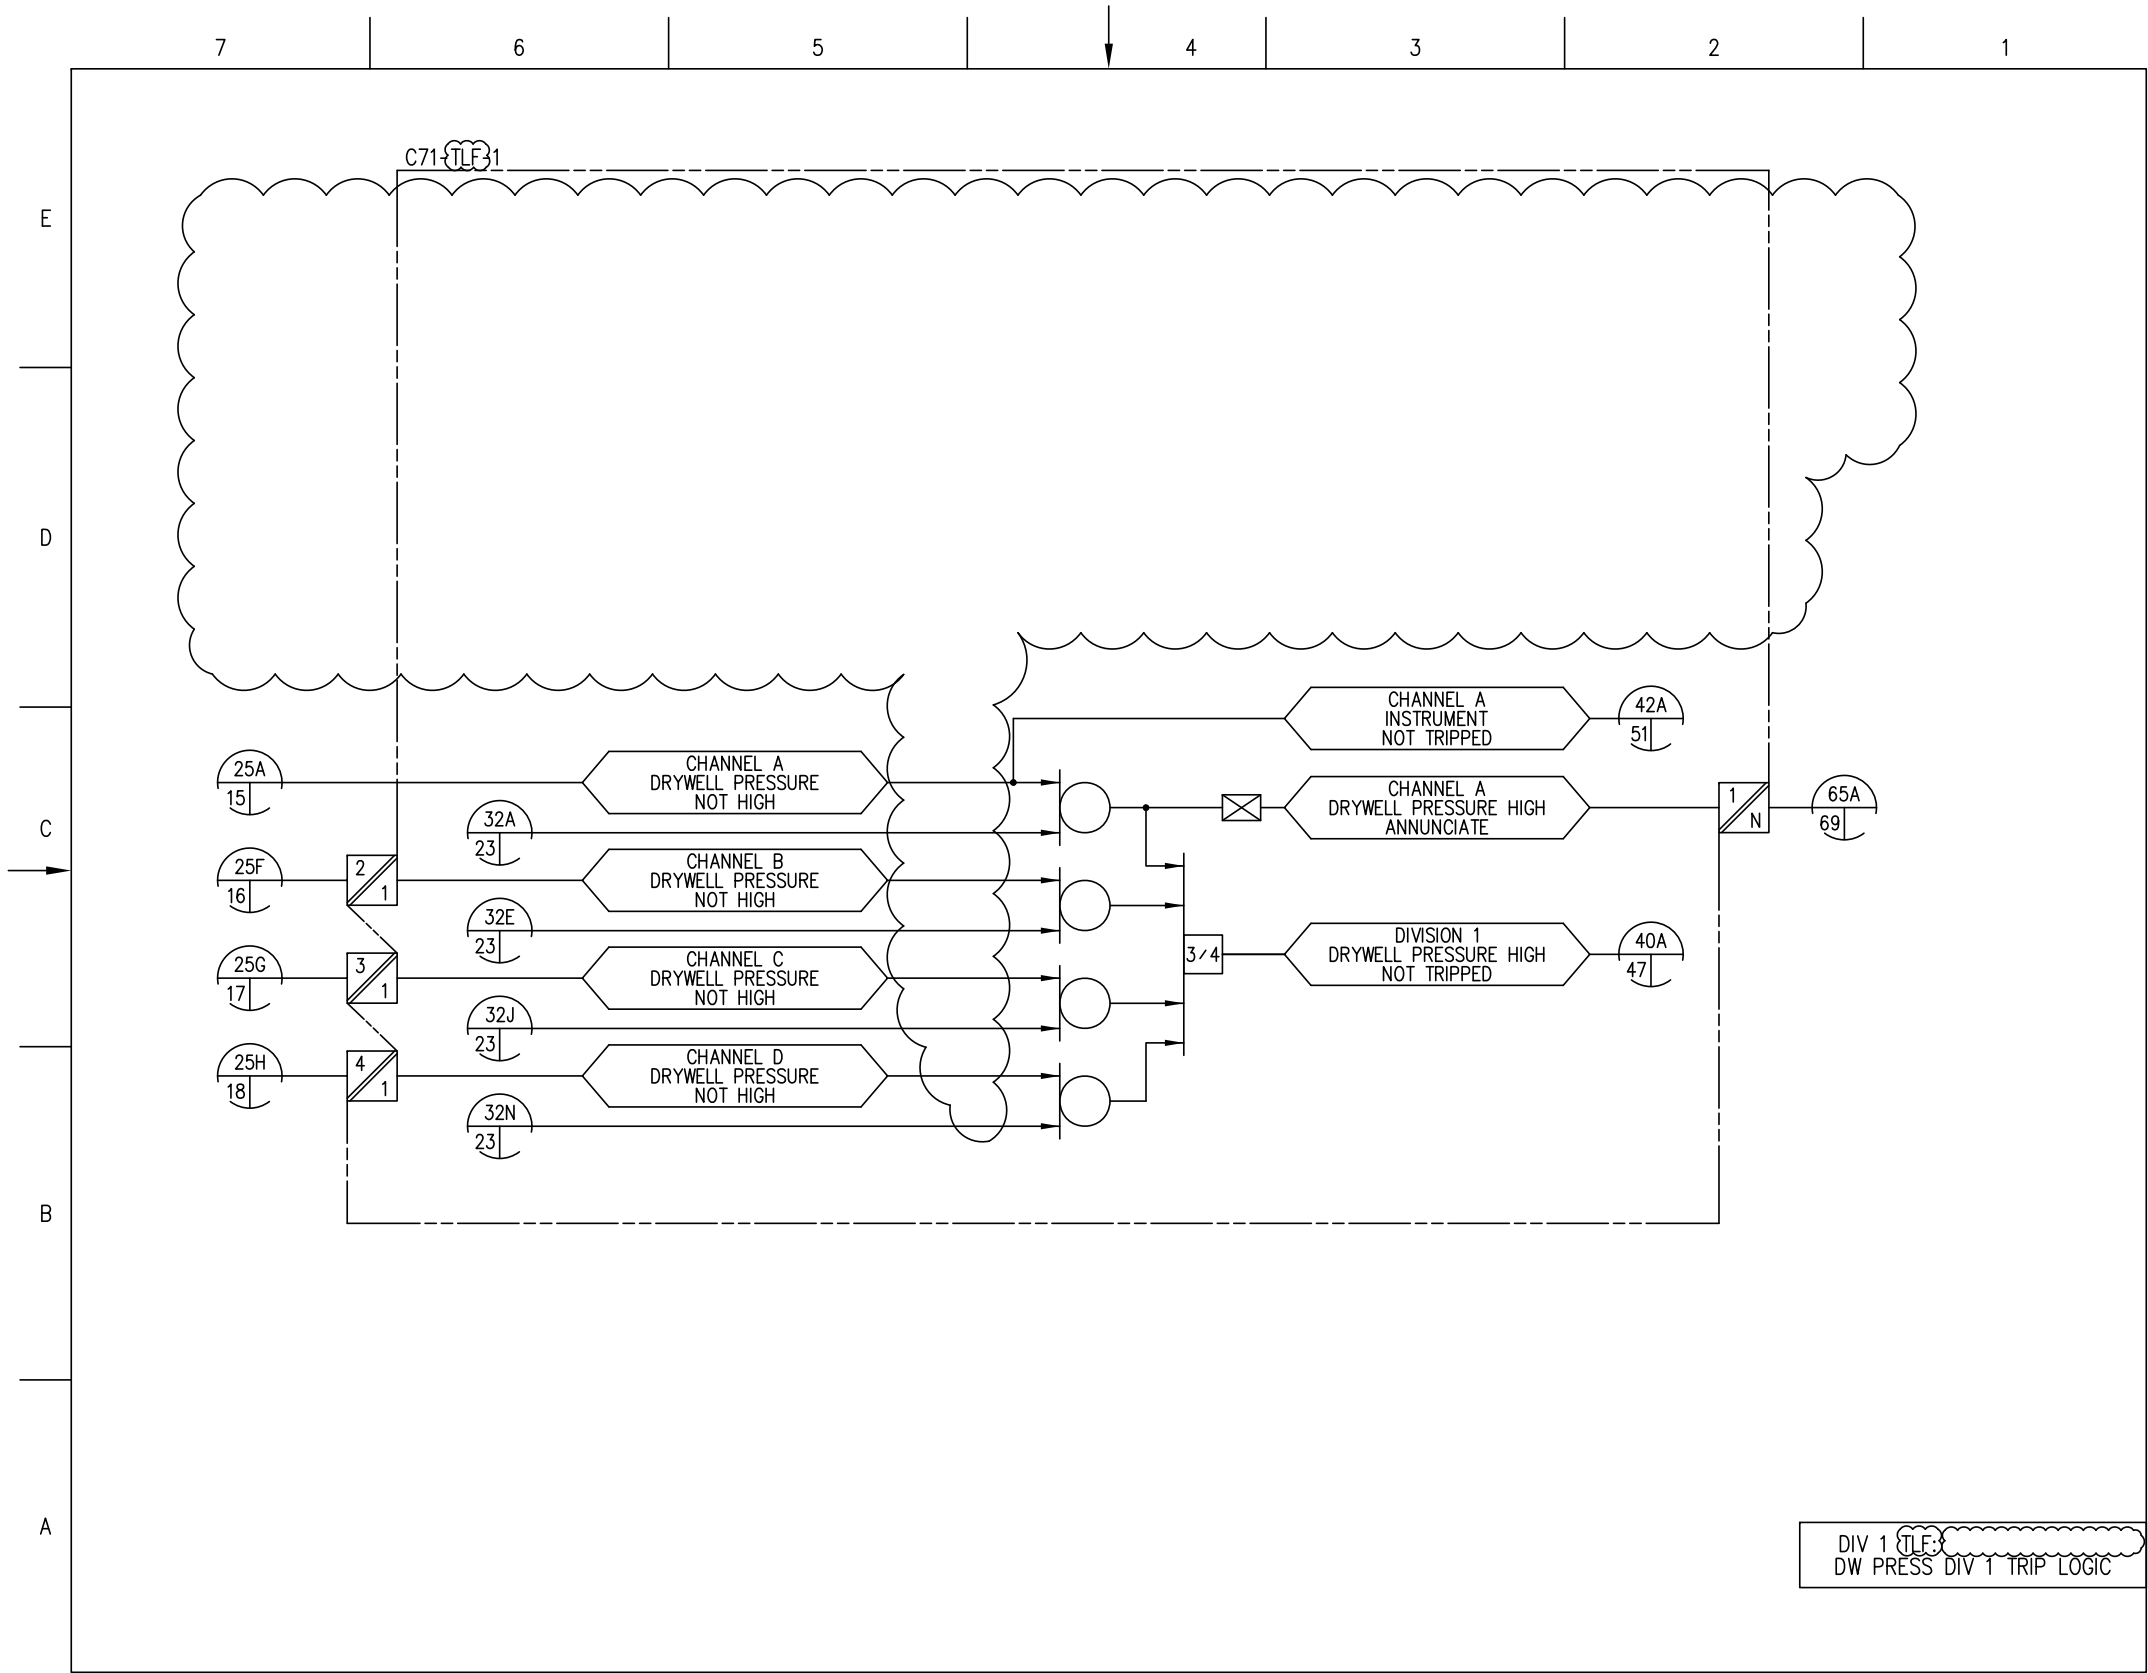 7 6 5 4 3 2 1
C71-TLF-1
E
D
CHANNEL A
INSTRUMENT
NOT TRIPPED
42A
51
25A
15
CHANNEL A
DRYWELL PRESSURE
NOT HIGH
CHANNEL A
DRYWELL PRESSURE HIGH
ANNUNCIATE
1
N
65A
69
C
32A
23
25F
16
2
1
CHANNEL B
DRYWELL PRESSURE
NOT HIGH
32E
23
3/4
DIVISION 1
DRYWELL PRESSURE HIGH
NOT TRIPPED
40A
47
25G
17
3
1
CHANNEL C
DRYWELL PRESSURE
NOT HIGH
32J
23
25H
18
4
1
CHANNEL D
DRYWELL PRESSURE
NOT HIGH
32N
23
B
A
DIV 1 TLF:
DW PRESS DIV 1 TRIP LOGIC